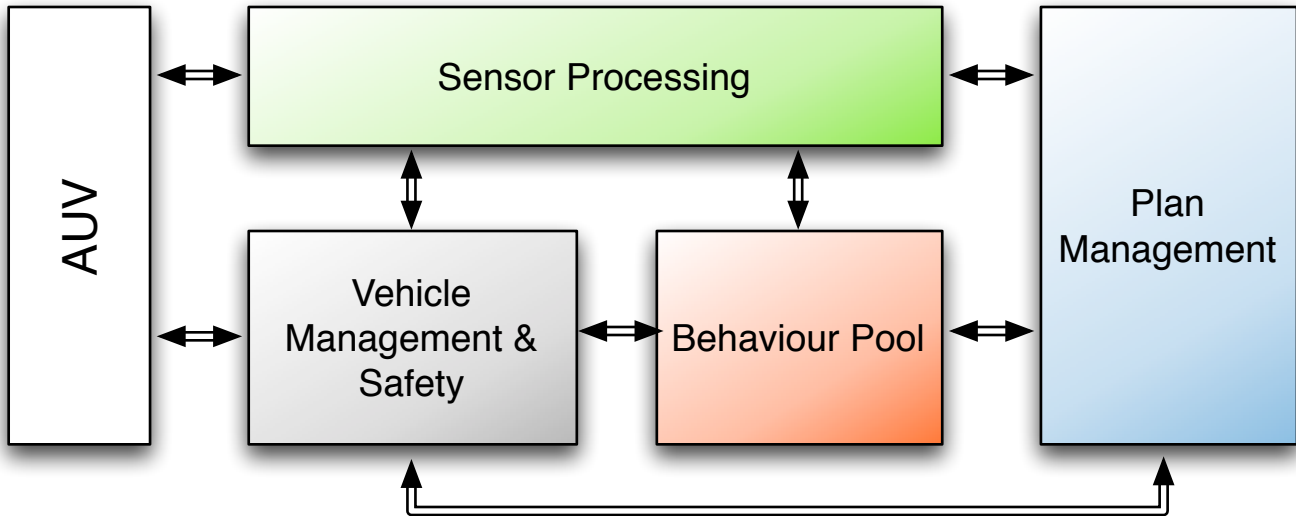 Sensor Processing
AUV
Plan
Management
Vehicle
Management &
Safety
Behaviour Pool